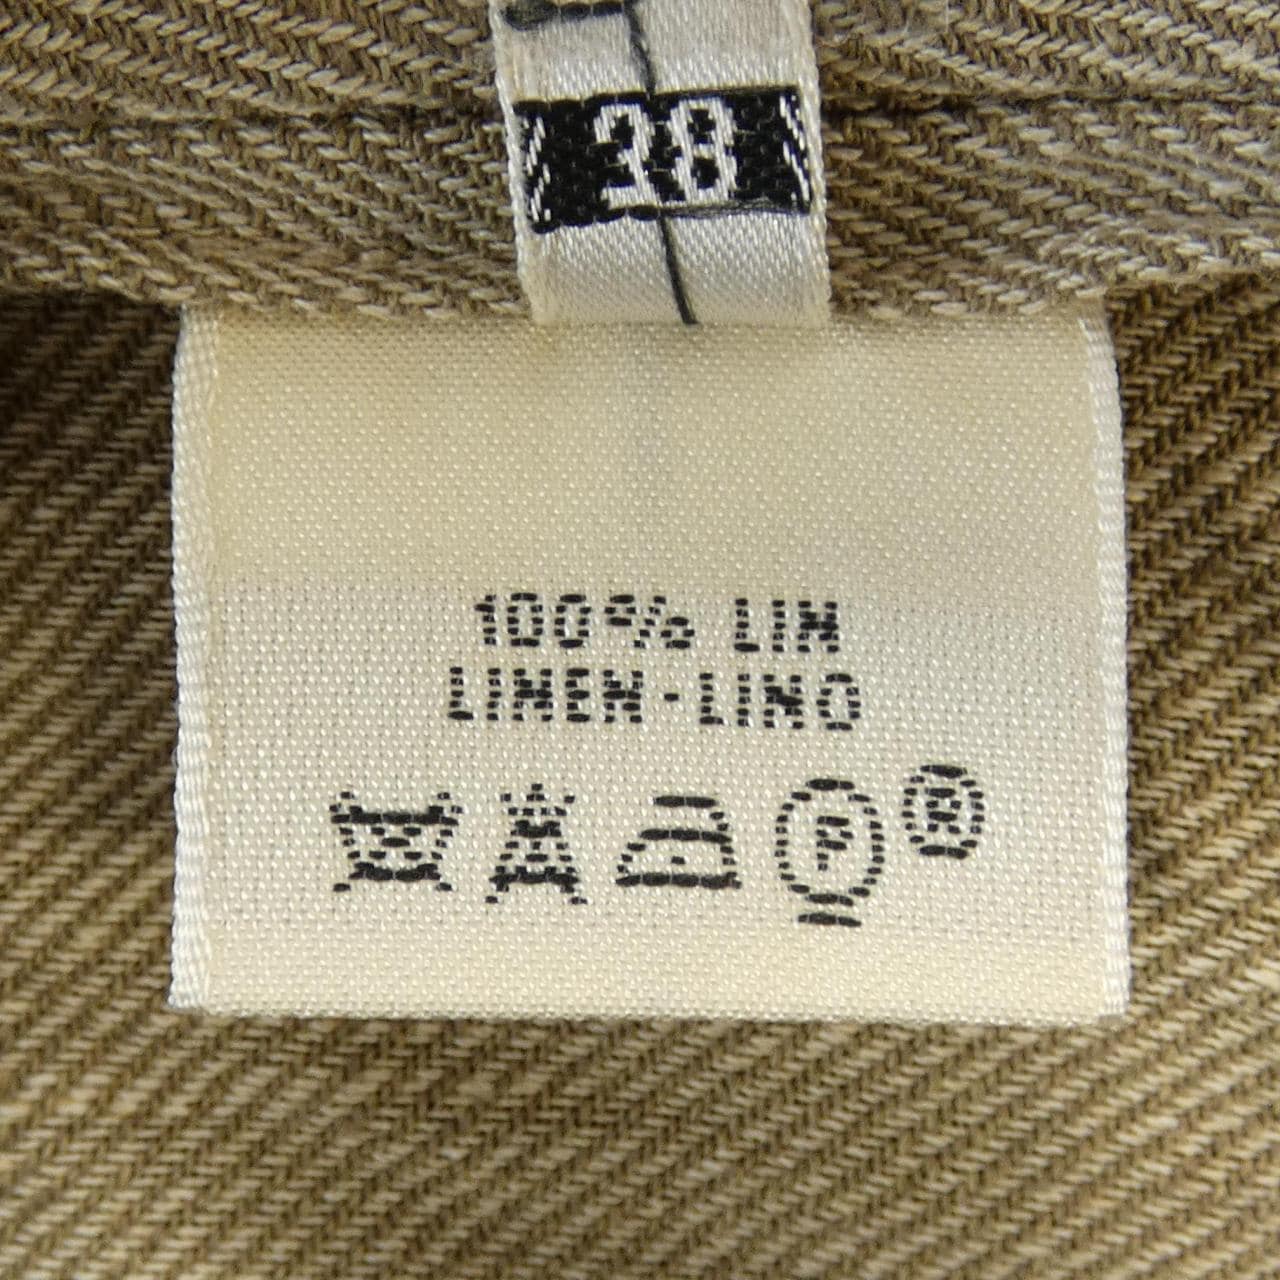 38
100% LIN
LINEN · LINO
P ®